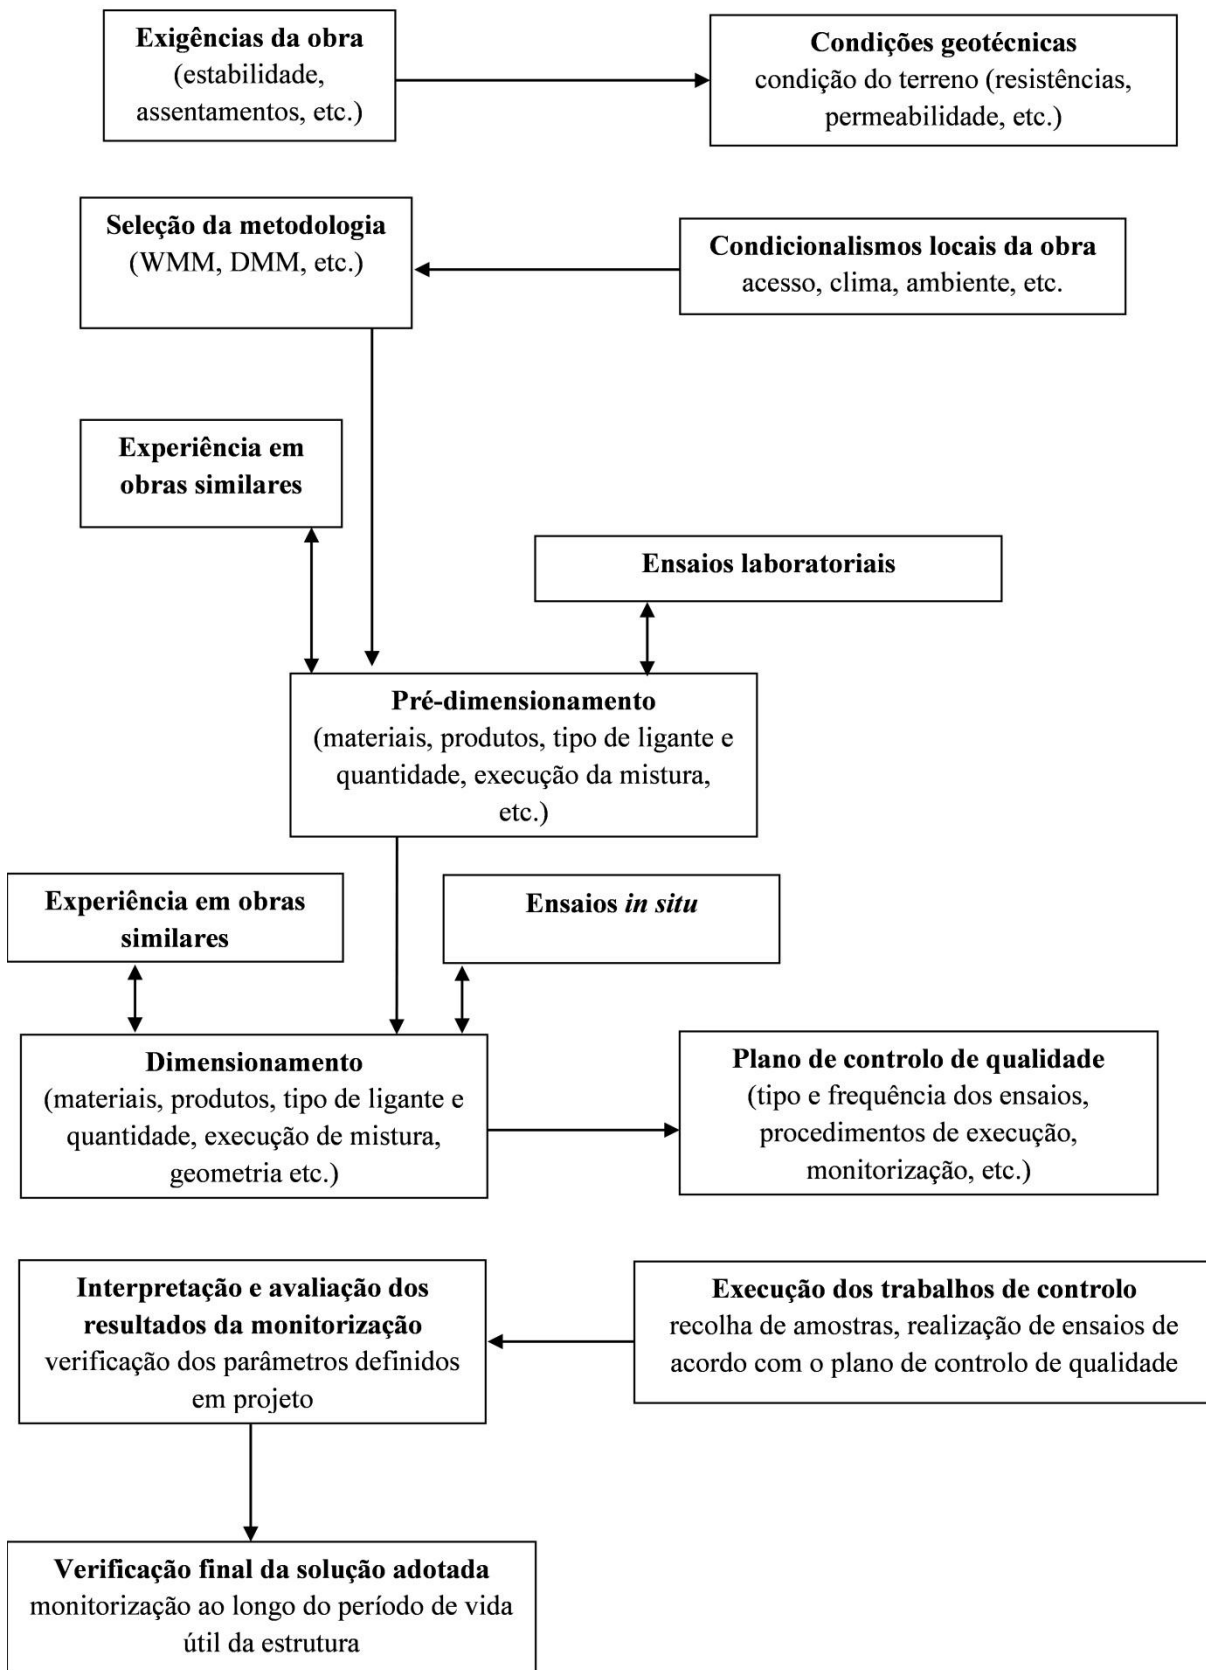 Exigências da obra
(estabilidade,
assentamentos, etc.)
Condições geotécnicas
condição do terreno (resistências,
permeabilidade, etc.)
Seleção da metodologia
(WMM, DMM, etc.)
Condicionalismos locais da obra
acesso, clima, ambiente, etc.
Experiência em
obras similares
Ensaios laboratoriais
Pré-dimensionamento
(materiais, produtos, tipo de ligante e
quantidade, execução da mistura,
etc.)
Experiência em obras
similares
Ensaios in situ
Dimensionamento
(materiais, produtos, tipo de ligante e
quantidade, execução de mistura,
geometria etc.)
Plano de controlo de qualidade
(tipo e frequência dos ensaios,
procedimentos de execução,
monitorização, etc.)
Interpretação e avaliação dos
resultados da monitorização
verificação dos parâmetros definidos
em projeto
Execução dos trabalhos de controlo
recolha de amostras, realização de ensaios de
acordo com o plano de controlo de qualidade
Verificação final da solução adotada
monitorização ao longo do período de vida
útil da estrutura